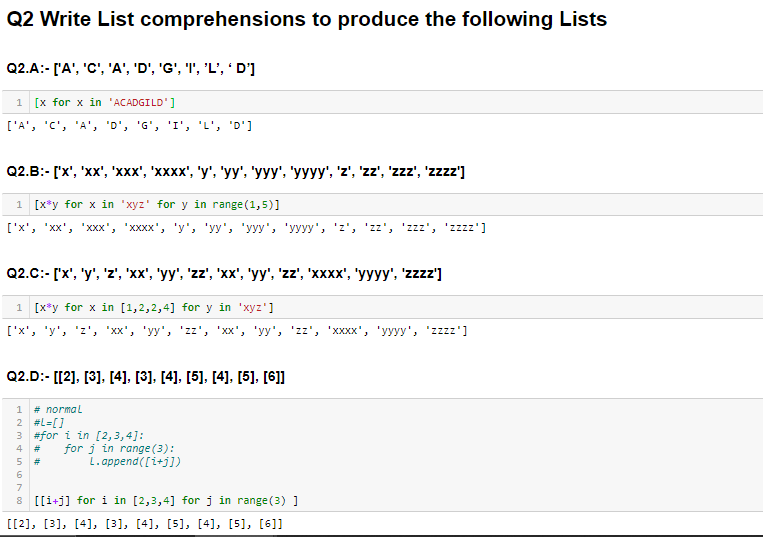 Q2 Write List comprehensions to produce the following Lists
Q2.A:- ['A', 'C', 'A', 'D', 'G', 'I', ’L’, ‘ D’]
1 [x for x in 'ACADGILD']
['A', 'C', 'A', 'D', 'G', 'I', 'L', 'D']
Q2.B:- ['x', 'xx', 'xxx', 'xxxx', 'y', 'yy', 'yyy', 'yyyy', 'z', 'zz', 'zzz', 'zzzz']
1 [x*y for x in 'xyz' for y in range(1,5)]
['x', 'xx', 'xxx', 'xxxx', 'y', 'yy', 'yyy', 'yyyy', 'z', 'zz', 'zzz', 'zzzz']
Q2.C:- ['x', 'y', 'z', 'xx', 'yy', 'zz', 'xx', 'yy', 'zz', 'xxxx', 'yyyy', 'zzzz']
1 [x*y for x in [1,2,2,4] for y in 'xyz']
['x', 'y', 'z', 'xx', 'yy', 'zz', 'xx', 'yy', 'zz', 'xxxx', 'yyyy', 'zzzz']
Q2.D:- [[2], [3], [4], [3], [4], [5], [4], [5], [6]]
1 # normal
2 #L=[]
3 #for i in [2,3,4]:
4 #    for j in range(3):
5 #        L.append([i+j])
6
7
8 [[i+j] for i in [2,3,4] for j in range(3) ]
[[2], [3], [4], [3], [4], [5], [4], [5], [6]]